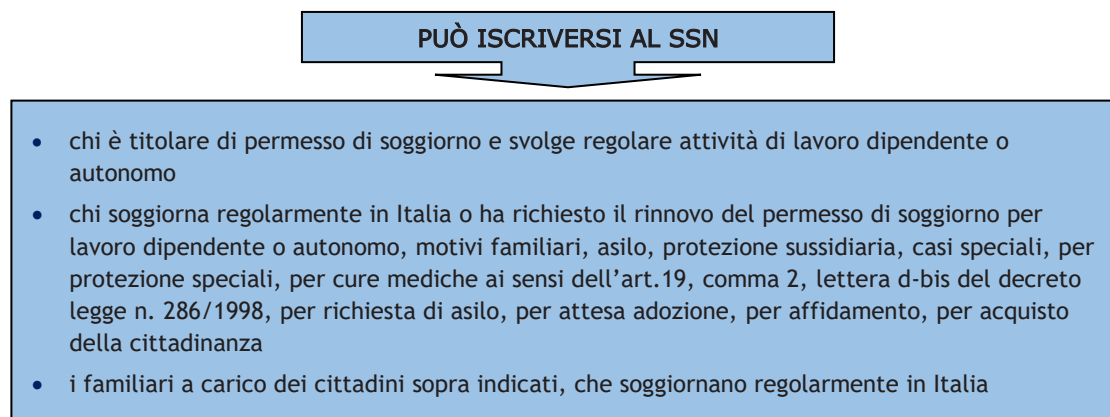 PUÒ ISCRIVERSI AL SSN
• chi è titolare di permesso di soggiorno e svolge regolare attività di lavoro dipendente o
autonomo
• chi soggiorna regolarmente in Italia o ha richiesto il rinnovo del permesso di soggiorno per
lavoro dipendente o autonomo, motivi familiari, asilo, protezione sussidiaria, casi speciali, per
protezione speciali, per cure mediche ai sensi dell’art.19, comma 2, lettera d-bis del decreto
legge n. 286/1998, per richiesta di asilo, per attesa adozione, per affidamento, per acquisto
della cittadinanza
• i familiari a carico dei cittadini sopra indicati, che soggiornano regolarmente in Italia